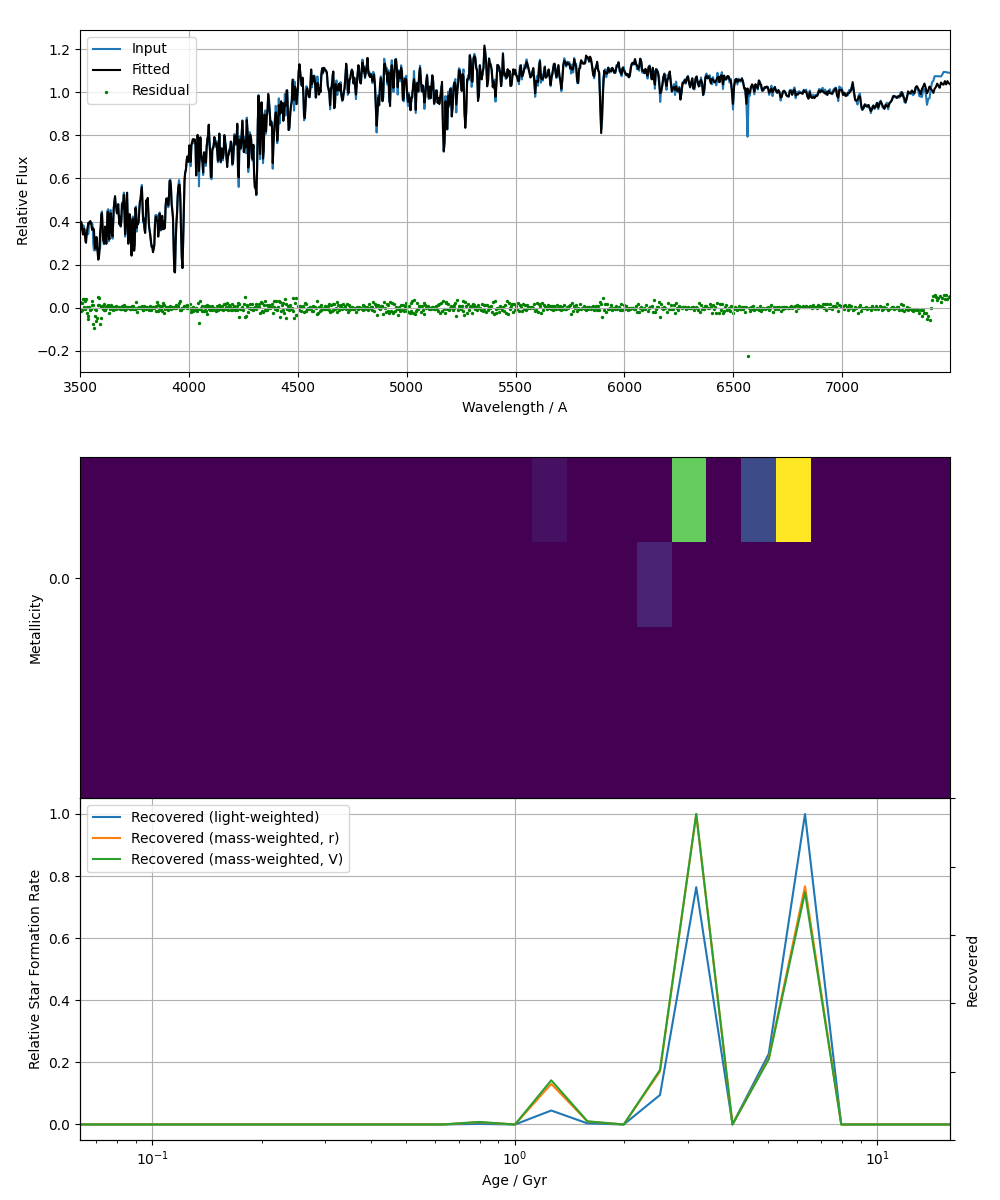 1.2
1.0
0.8
0.6
0.4
0.2
0.0
−0.2
Relative Flux
Input
Fitted
Residual
3500
4000
4500
5000
5500
6000
6500
7000
Wavelength / A
0.0
Metallicity
1.0
0.8
0.6
0.4
0.2
0.0
Relative Star Formation Rate
Recovered (light-weighted)
Recovered (mass-weighted, r)
Recovered (mass-weighted, V)
Recovered
10⁻¹
10⁰
10¹
Age / Gyr